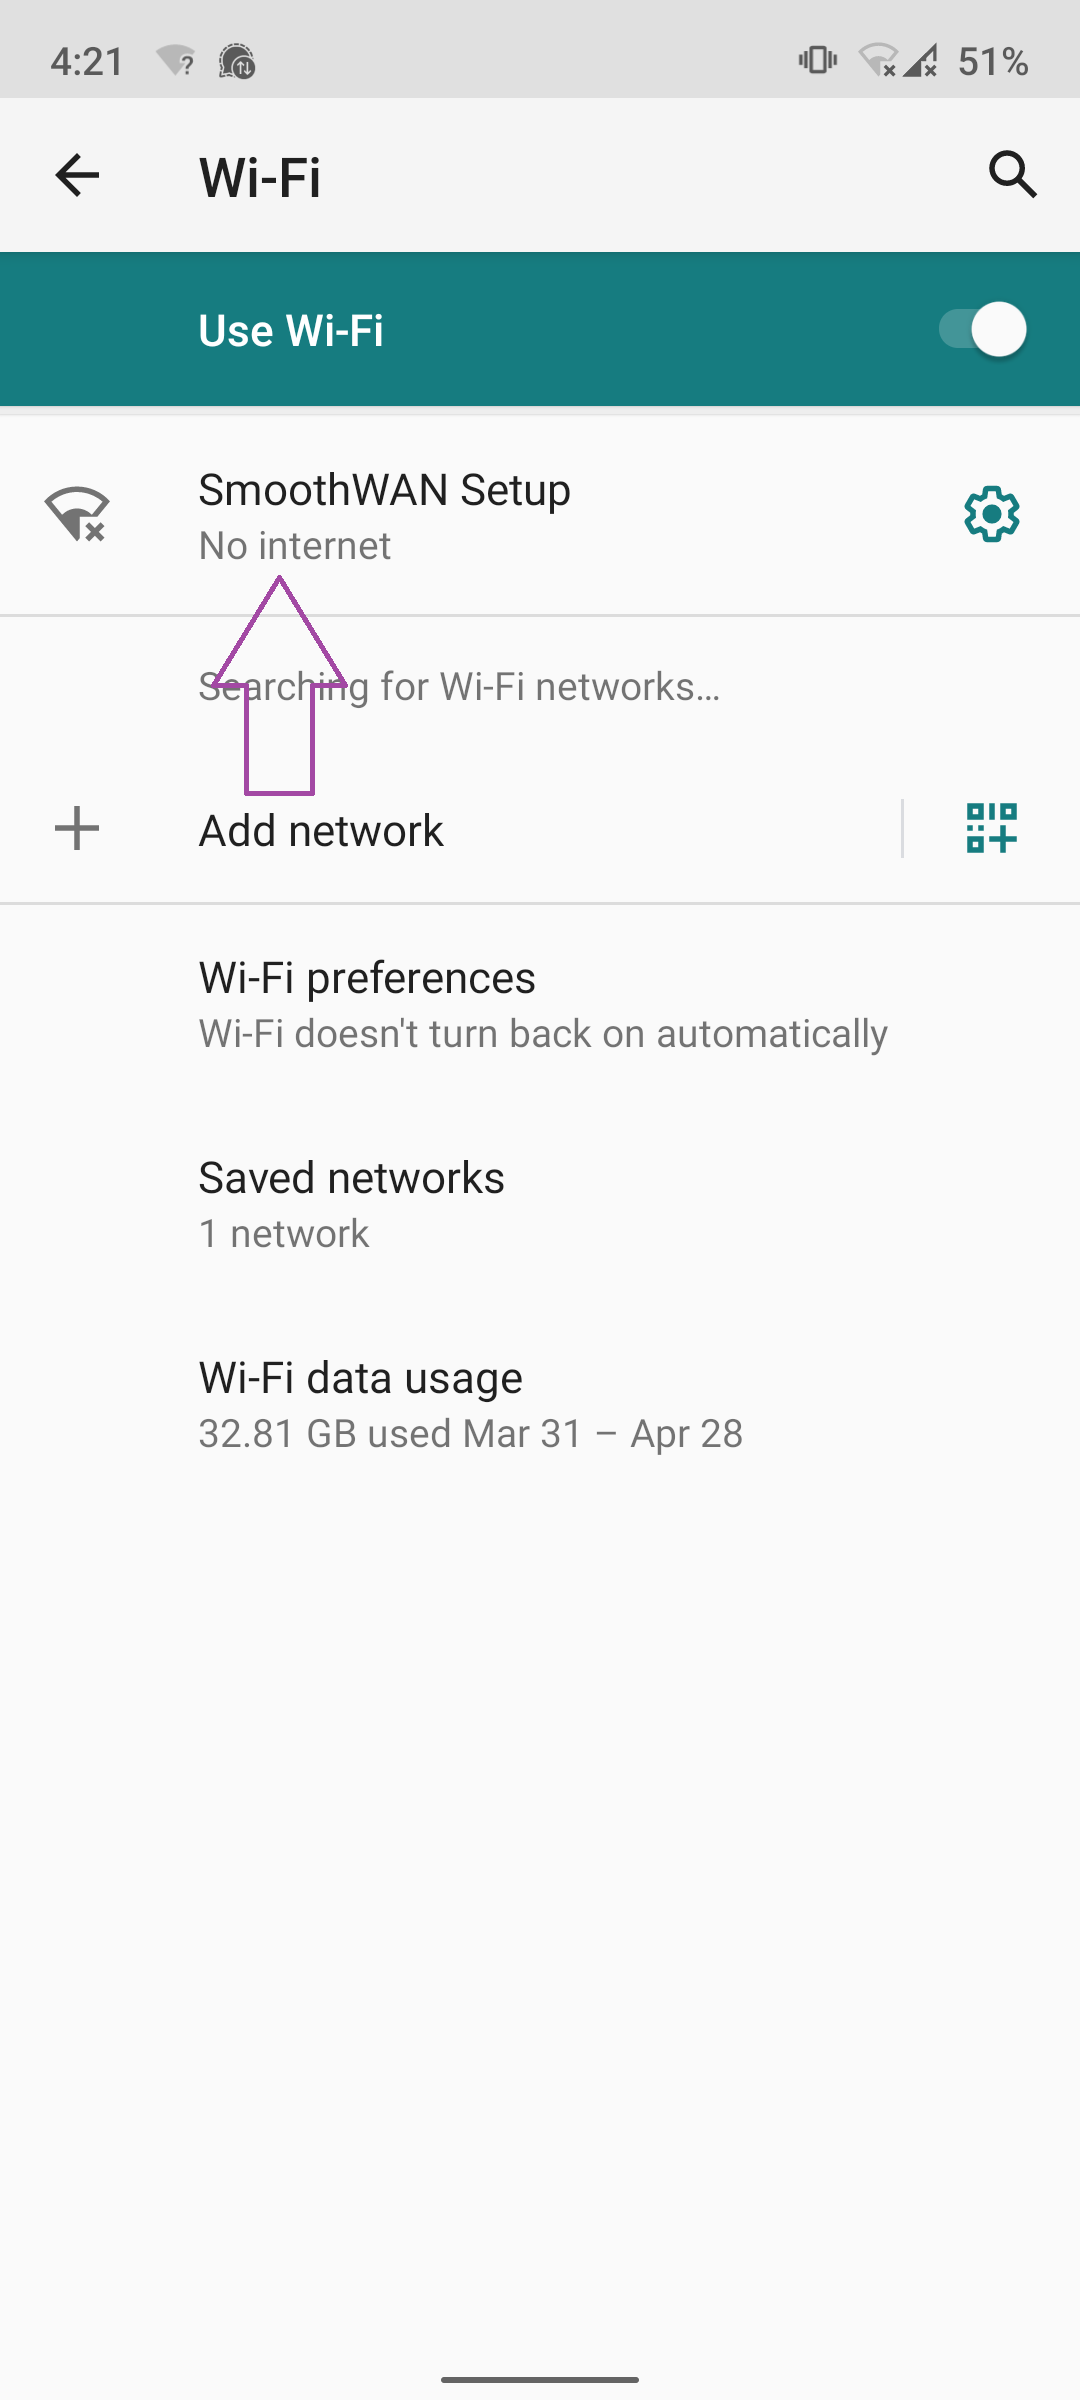 4:21
51%
Wi-Fi
Use Wi-Fi
SmoothWAN Setup
No internet
Searching for Wi-Fi networks…
Add network
Wi-Fi preferences
Wi-Fi doesn't turn back on automatically
Saved networks
1 network
Wi-Fi data usage
32.81 GB used Mar 31 – Apr 28